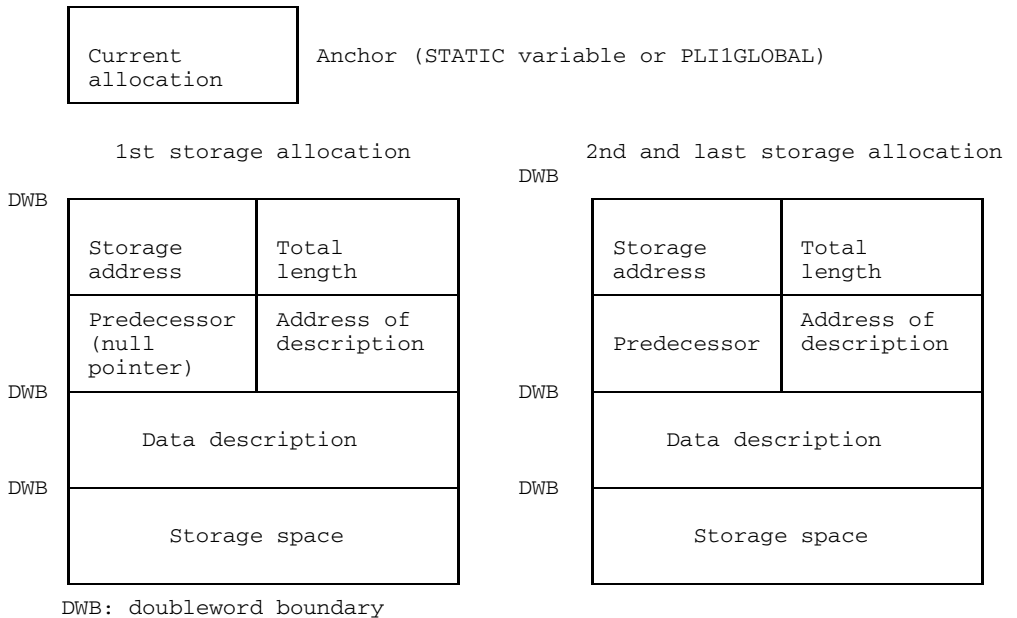 Current
allocation
Anchor (STATIC variable or PLI1GLOBAL)
1st storage allocation
2nd and last storage allocation
DWB
DWB
Storage
address
Total
length
Storage
address
Total
length
Predecessor
(null
pointer)
Address of
description
Predecessor
Address of
description
DWB
DWB
Data description
Data description
DWB
DWB
Storage space
Storage space
DWB: doubleword boundary